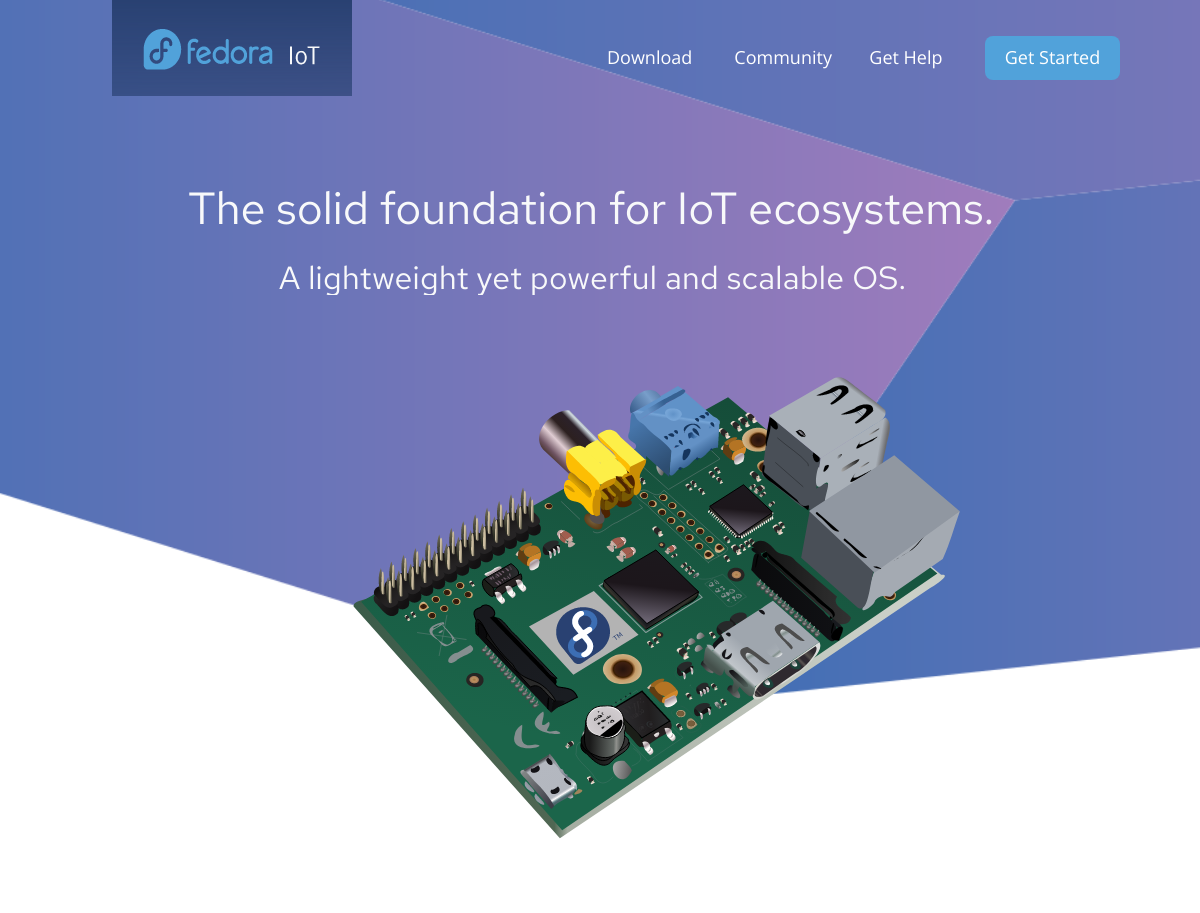 fedora IoT
Download Community Get Help Get Started
The solid foundation for IoT ecosystems.
A lightweight yet powerful and scalable OS.
TM